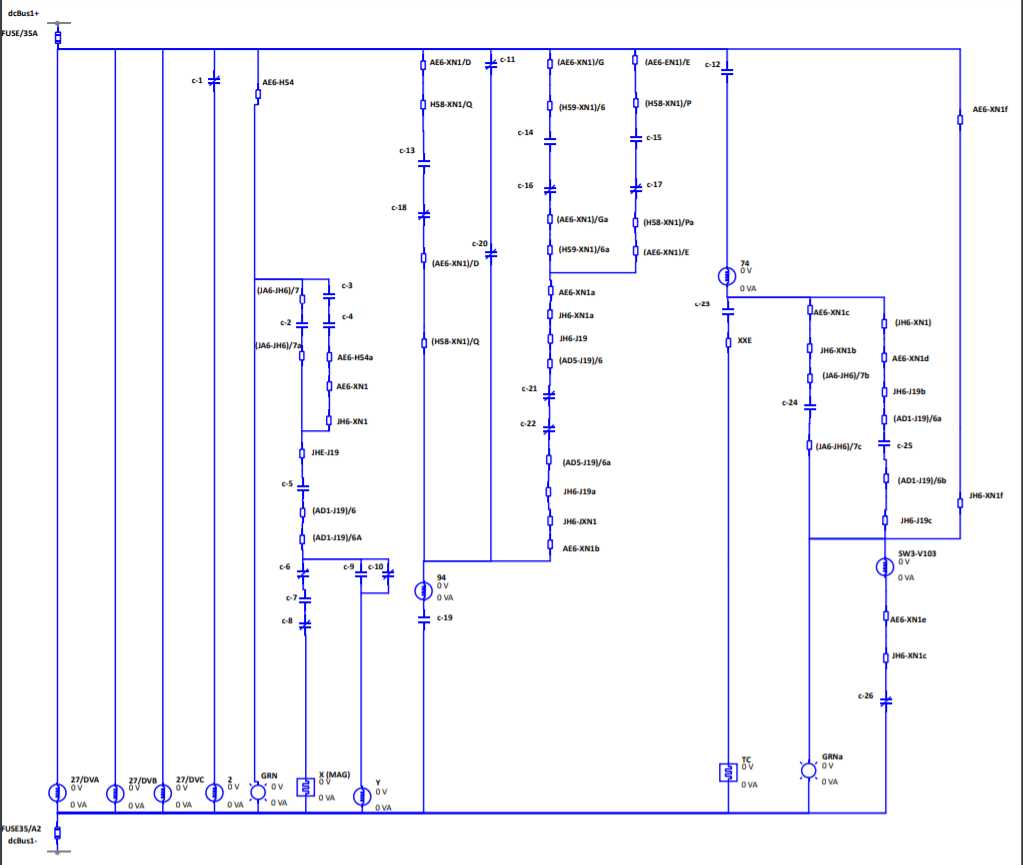 dcBus1+
FUSE/35A
c-1
AE6-H54
AE6-XN1/D
c-11
(AE6-XN1)/G
(AE6-EN1)/E
c-12
H58-XN1/Q
(H59-XN1)/6
(H58-XN1)/P
AE6-XN1f
c-13
c-14
c-15
c-18
c-16
c-17
(AE6-XN1)/Ga
(H58-XN1)/Pa
c-20
(AE6-XN1)/D
(H59-XN1)/6a
(AE6-XN1)/E
74
0 V
0 VA
(JA6-JH6)/7
c-3
AE6-XN1a
c-23
c-2
c-4
JH6-XN1a
AE6-XN1c
(JH6-XN1)
(JA6-JH6)/7a
(H58-XN1)/Q
JH6-J19
XXE
JH6-XN1b
AE6-H54a
(AD5-J19)/6
AE6-XN1d
AE6-XN1
(JA6-JH6)/7b
c-21
JH6-J19b
c-24
JH6-XN1
c-22
(AD1-J19)/6a
JHE-J19
(JA6-JH6)/7c
c-25
(AD5-J19)/6a
c-5
JH6-J19a
(AD1-J19)/6b
JH6-XN1f
(AD1-J19)/6
JH6-JXN1
JH6-J19c
(AD1-J19)/6A
AE6-XN1b
SW3-V103
0 V
0 VA
c-6
c-9
c-10
94
0 V
0 VA
c-7
c-8
c-19
AE6-XN1e
JH6-XN1c
c-26
27/DVA
0 V
0 VA
27/DVB
0 V
0 VA
27/DVC
0 V
0 VA
2
0 V
0 VA
GRN
0 V
0 VA
X (MAG)
0 V
0 VA
Y
0 V
0 VA
TC
0 V
0 VA
GRNa
0 V
0 VA
FUSE35/A2
dcBus1-